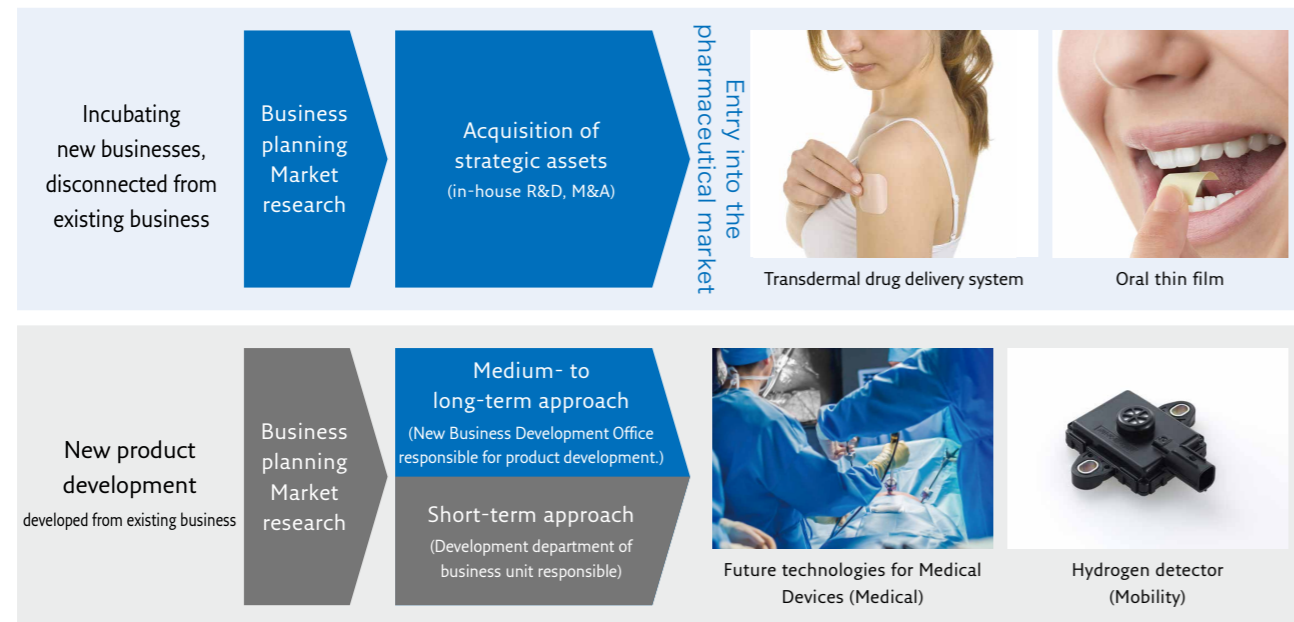 Incubating
new businesses,
disconnected from
existing business
Business
planning
Market
research
Acquisition of
strategic assets
(in-house R&D, M&A)
Entry into the
pharmaceutical market
Transdermal drug delivery system
Oral thin film
New product
development
developed from existing business
Business
planning
Market
research
Medium- to
long-term approach
(New Business Development Office
responsible for product development.)
Short-term approach
(Development department of
business unit responsible)
Future technologies for Medical
Devices (Medical)
Hydrogen detector
(Mobility)